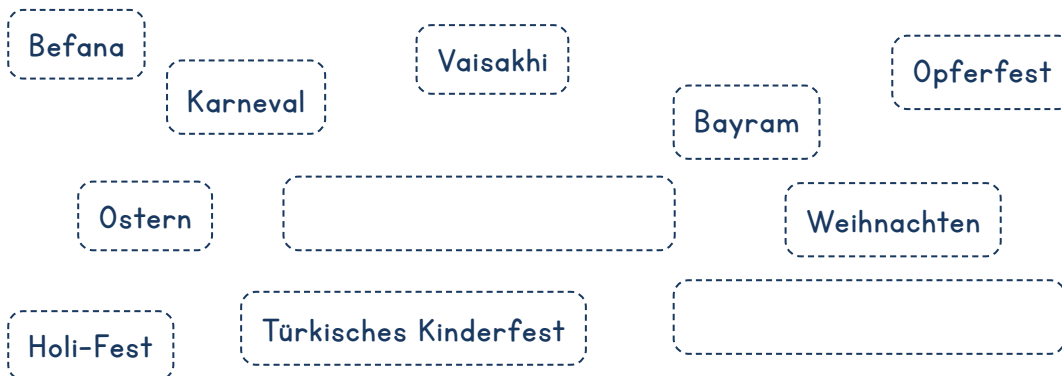 Befana
Vaisakhi
Opferfest
Karneval
Bayram
Ostern
Weihnachten
Türkisches Kinderfest
Holi-Fest